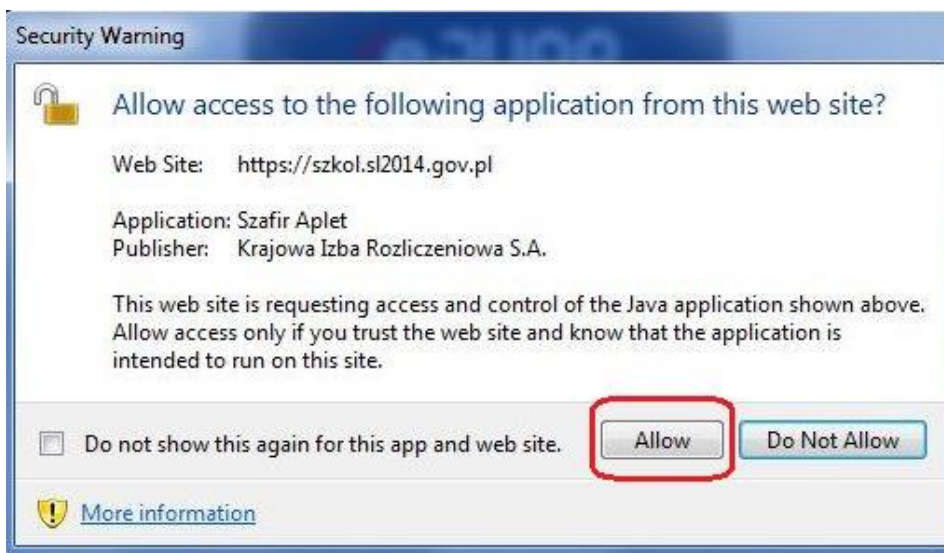 Security Warning
Allow access to the following application from this web site?
Web Site: https://szkol.sl2014.gov.pl
Application: Szafir Aplet
Publisher: Krajowa Izba Rozliczeniowa S.A.
This web site is requesting access and control of the Java application shown above.
Allow access only if you trust the web site and know that the application is
intended to run on this site.
Do not show this again for this app and web site. Allow Do Not Allow
More information